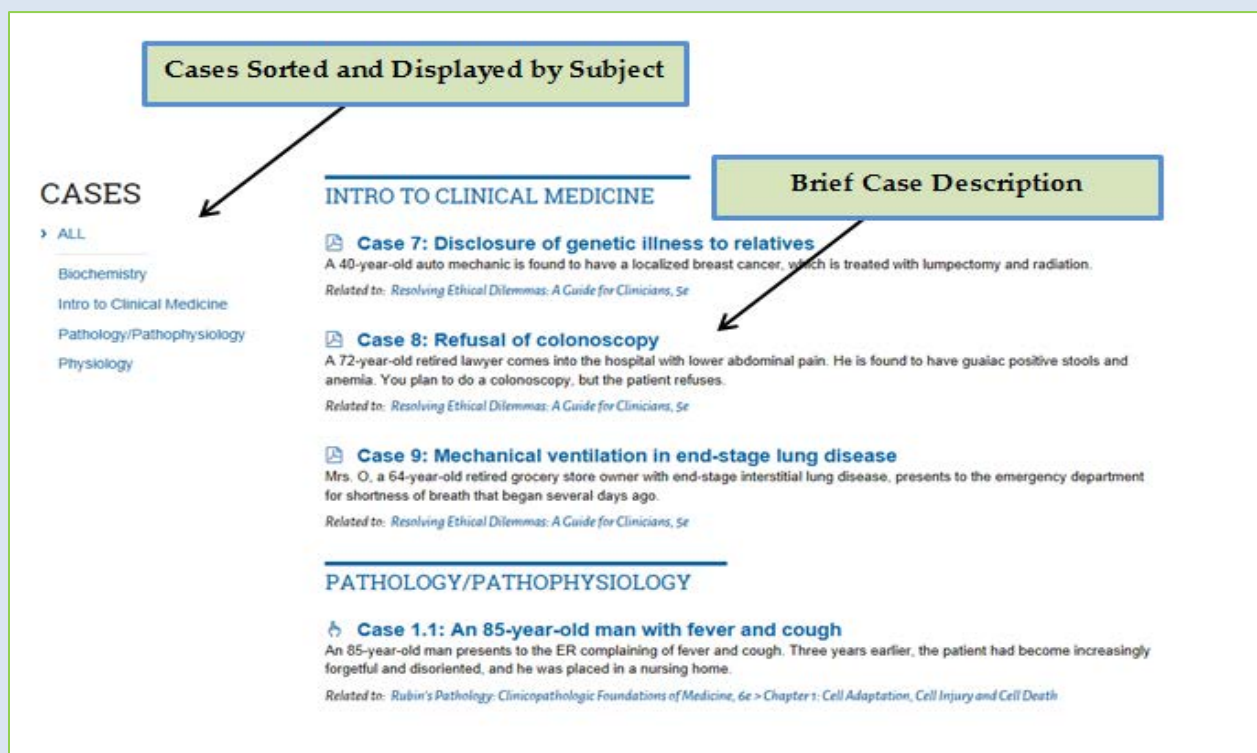 Cases Sorted and Displayed by Subject
Brief Case Description
CASES
› ALL
Biochemistry
Intro to Clinical Medicine
Pathology/Pathophysiology
Physiology
INTRO TO CLINICAL MEDICINE
Case 7: Disclosure of genetic illness to relatives
A 40-year-old auto mechanic is found to have a localized breast cancer, which is treated with lumpectomy and radiation.
Related to: Resolving Ethical Dilemmas: A Guide for Clinicians, 5e
Case 8: Refusal of colonoscopy
A 72-year-old retired lawyer comes into the hospital with lower abdominal pain. He is found to have guaiac positive stools and
anemia. You plan to do a colonoscopy, but the patient refuses.
Related to: Resolving Ethical Dilemmas: A Guide for Clinicians, 5e
Case 9: Mechanical ventilation in end-stage lung disease
Mrs. O, a 64-year-old retired grocery store owner with end-stage interstitial lung disease, presents to the emergency department
for shortness of breath that began several days ago.
Related to: Resolving Ethical Dilemmas: A Guide for Clinicians, 5e
PATHOLOGY/PATHOPHYSIOLOGY
Case 1.1: An 85-year-old man with fever and cough
An 85-year-old man presents to the ER complaining of fever and cough. Three years earlier, the patient had become increasingly
forgetful and disoriented, and he was placed in a nursing home.
Related to: Rubin's Pathology: Clinicopathologic Foundations of Medicine, 6e > Chapter 1: Cell Adaptation, Cell Injury and Cell Death